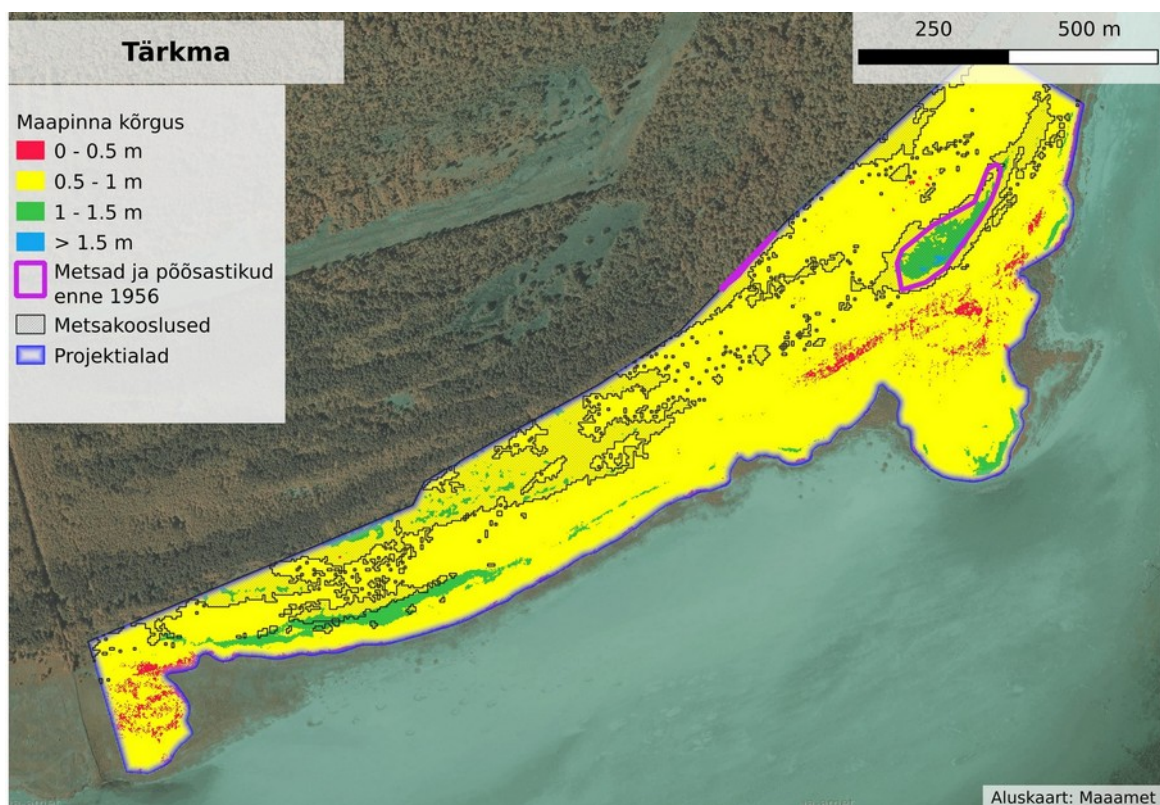 Tärkma
250 500 m
Maapinna kõrgus
0 - 0.5 m
0.5 - 1 m
1 - 1.5 m
> 1.5 m
Metsad ja põõsastikud
enne 1956
Metsakooslused
Projektialad
Aluskaart: Maaamet